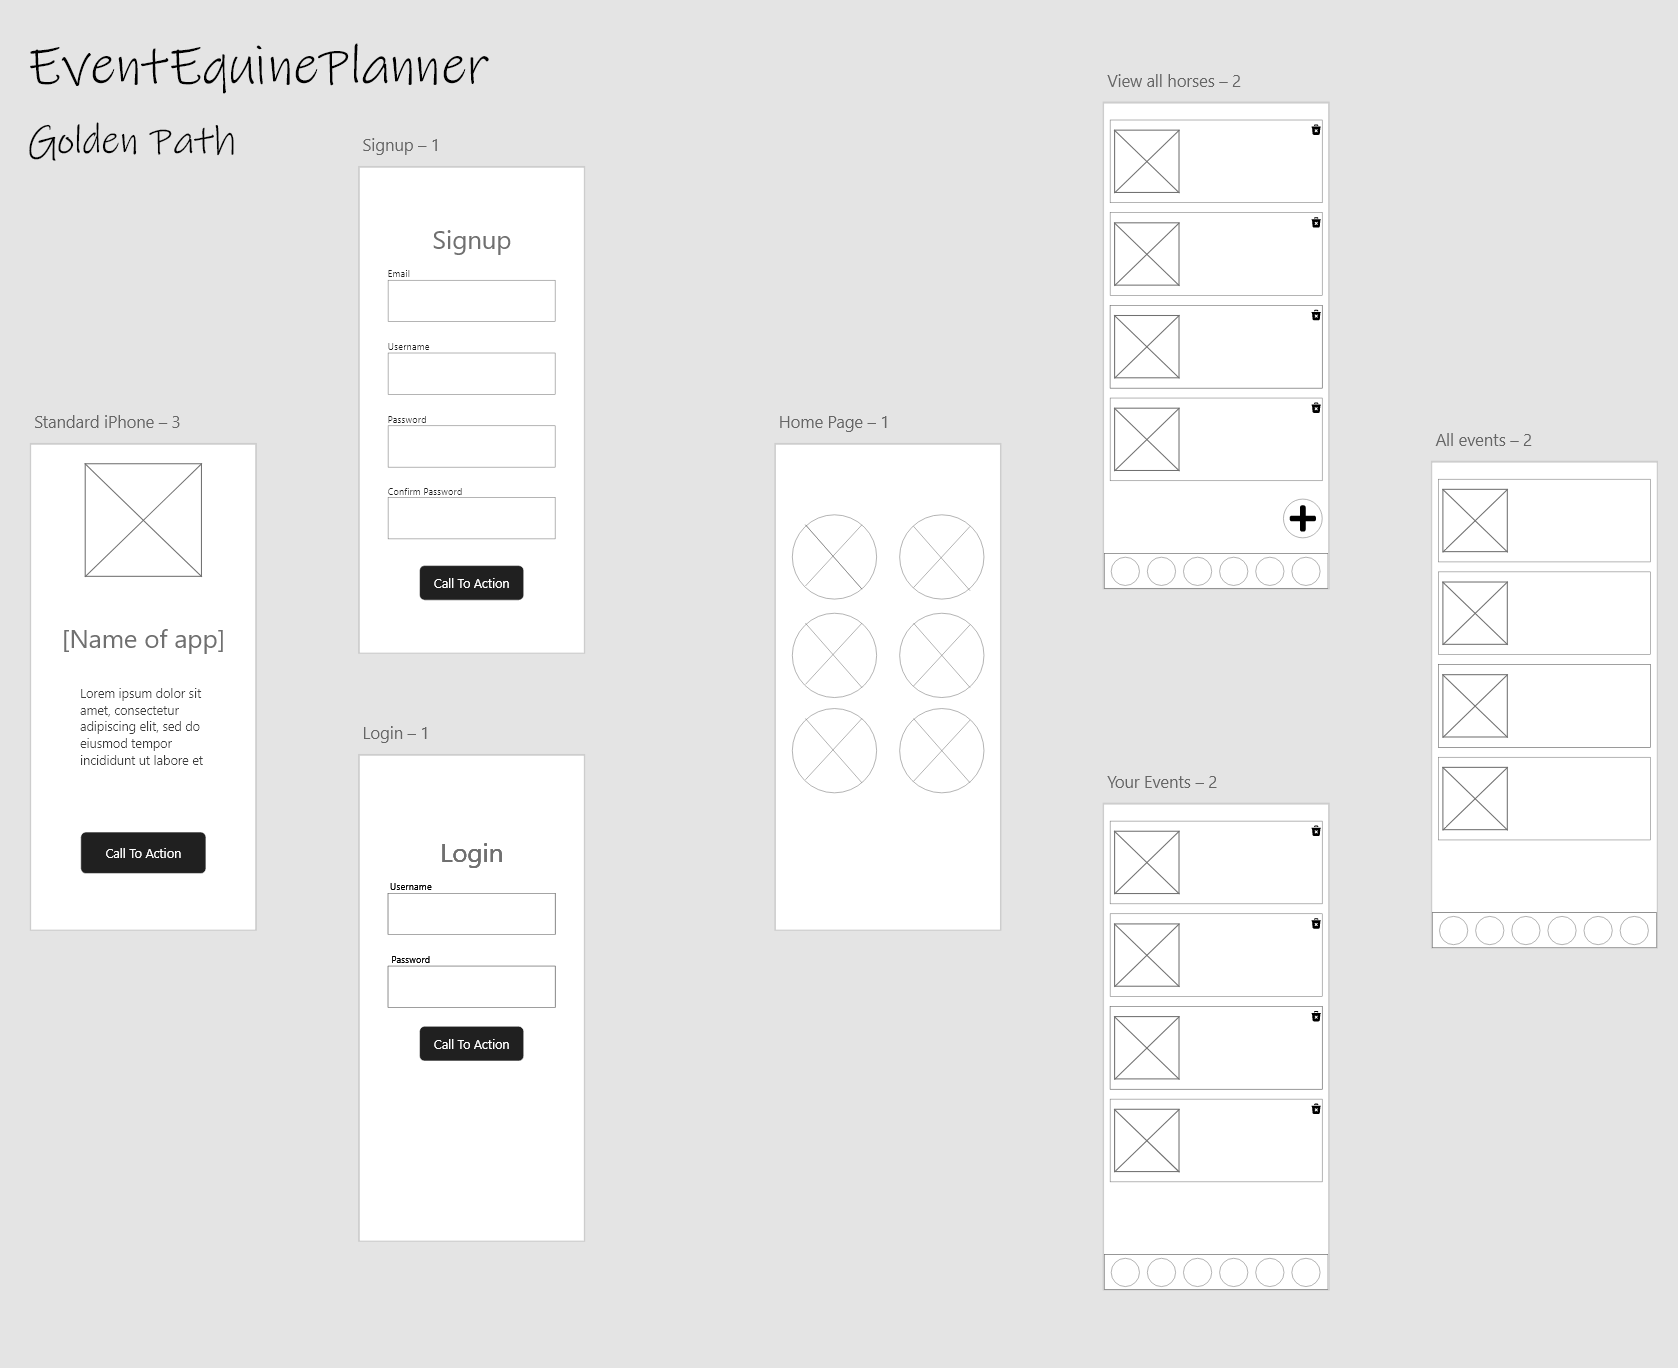 EventEquinePlanner
Golden Path
Standard iPhone – 3
[Name of app]
Lorem ipsum dolor sit
amet, consectetur
adipiscing elit, sed do
eiusmod tempor
incididunt ut labore et
Call To Action
Signup – 1
Signup
Email
Username
Password
Confirm Password
Call To Action
Login – 1
Login
Username
Password
Call To Action
Home Page – 1
View all horses – 2
Your Events – 2
All events – 2